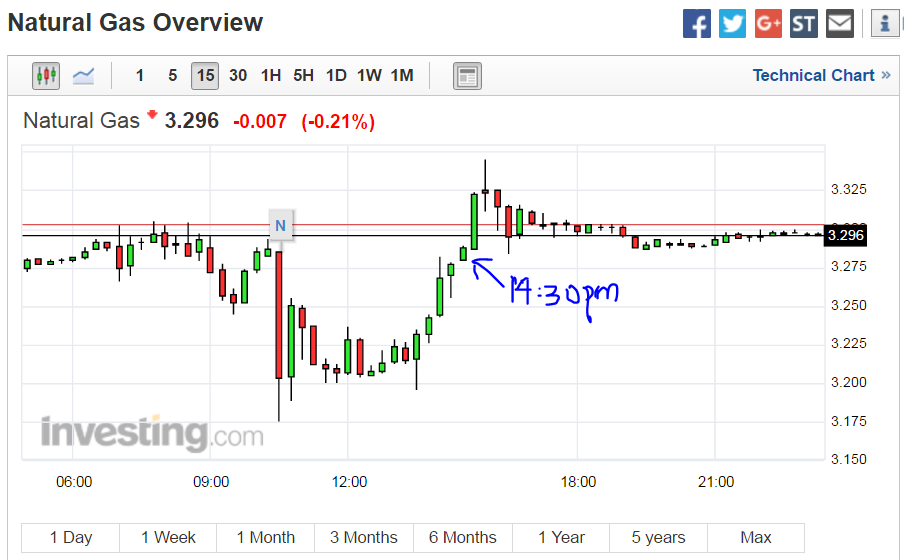 Natural Gas Overview
f G+ ST i
1 5 15 30 1H 5H 1D 1W 1M Technical Chart »
Natural Gas 3.296 -0.007 (-0.21%)
3.325
N
3.296
3.275
14:30pm
3.250
3.225
3.200
3.175
investing.com
3.150
06:00 09:00 12:00 18:00 21:00
1 Day 1 Week 1 Month 3 Months 6 Months 1 Year 5 years Max